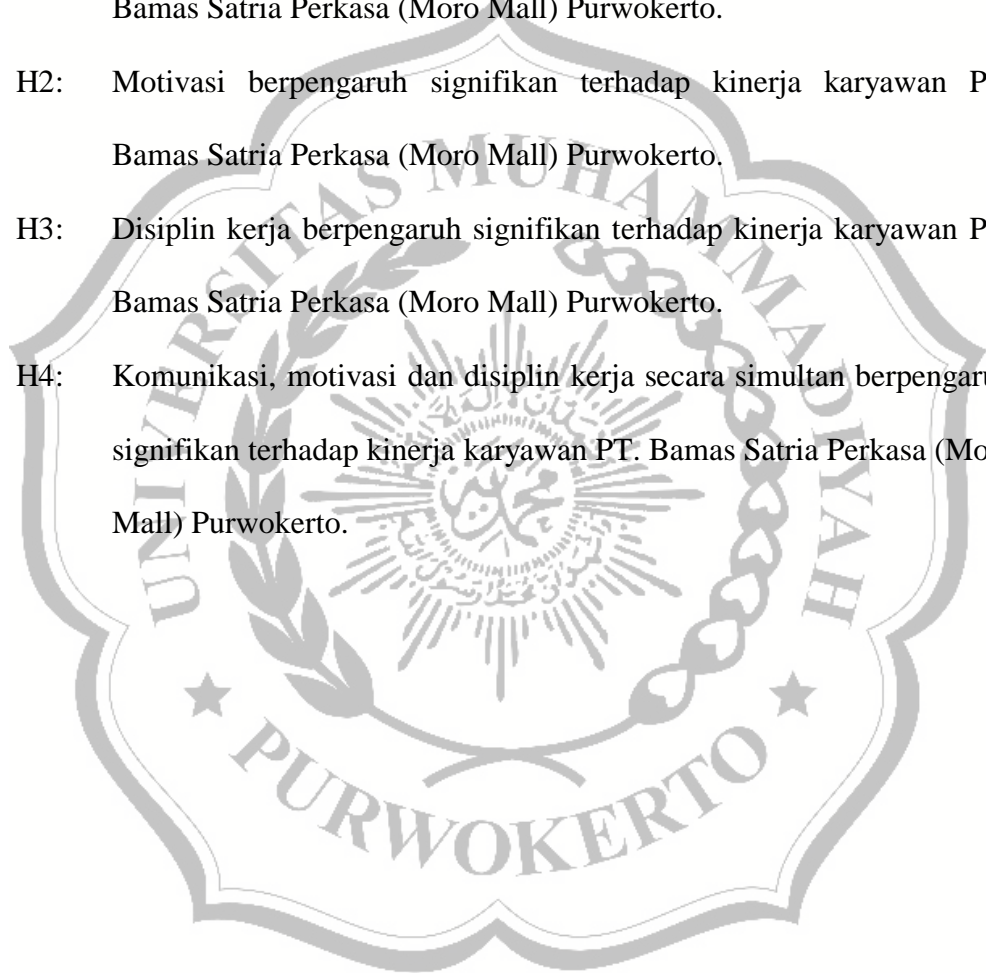 Bamas Satria Perkasa (Moro Mall) Purwokerto.
H2: Motivasi berpengaruh signifikan terhadap kinerja karyawan P
Bamas Satria Perkasa (Moro Mall) Purwokerto.
H3: Disiplin kerja berpengaruh signifikan terhadap kinerja karyawan P
Bamas Satria Perkasa (Moro Mall) Purwokerto.
H4: Komunikasi, motivasi dan disiplin kerja secara simultan berpengaru
signifikan terhadap kinerja karyawan PT. Bamas Satria Perkasa (Mo
Mall) Purwokerto.
UNIVERSITAS MUHAMMADIYAH
PURWOKERTO